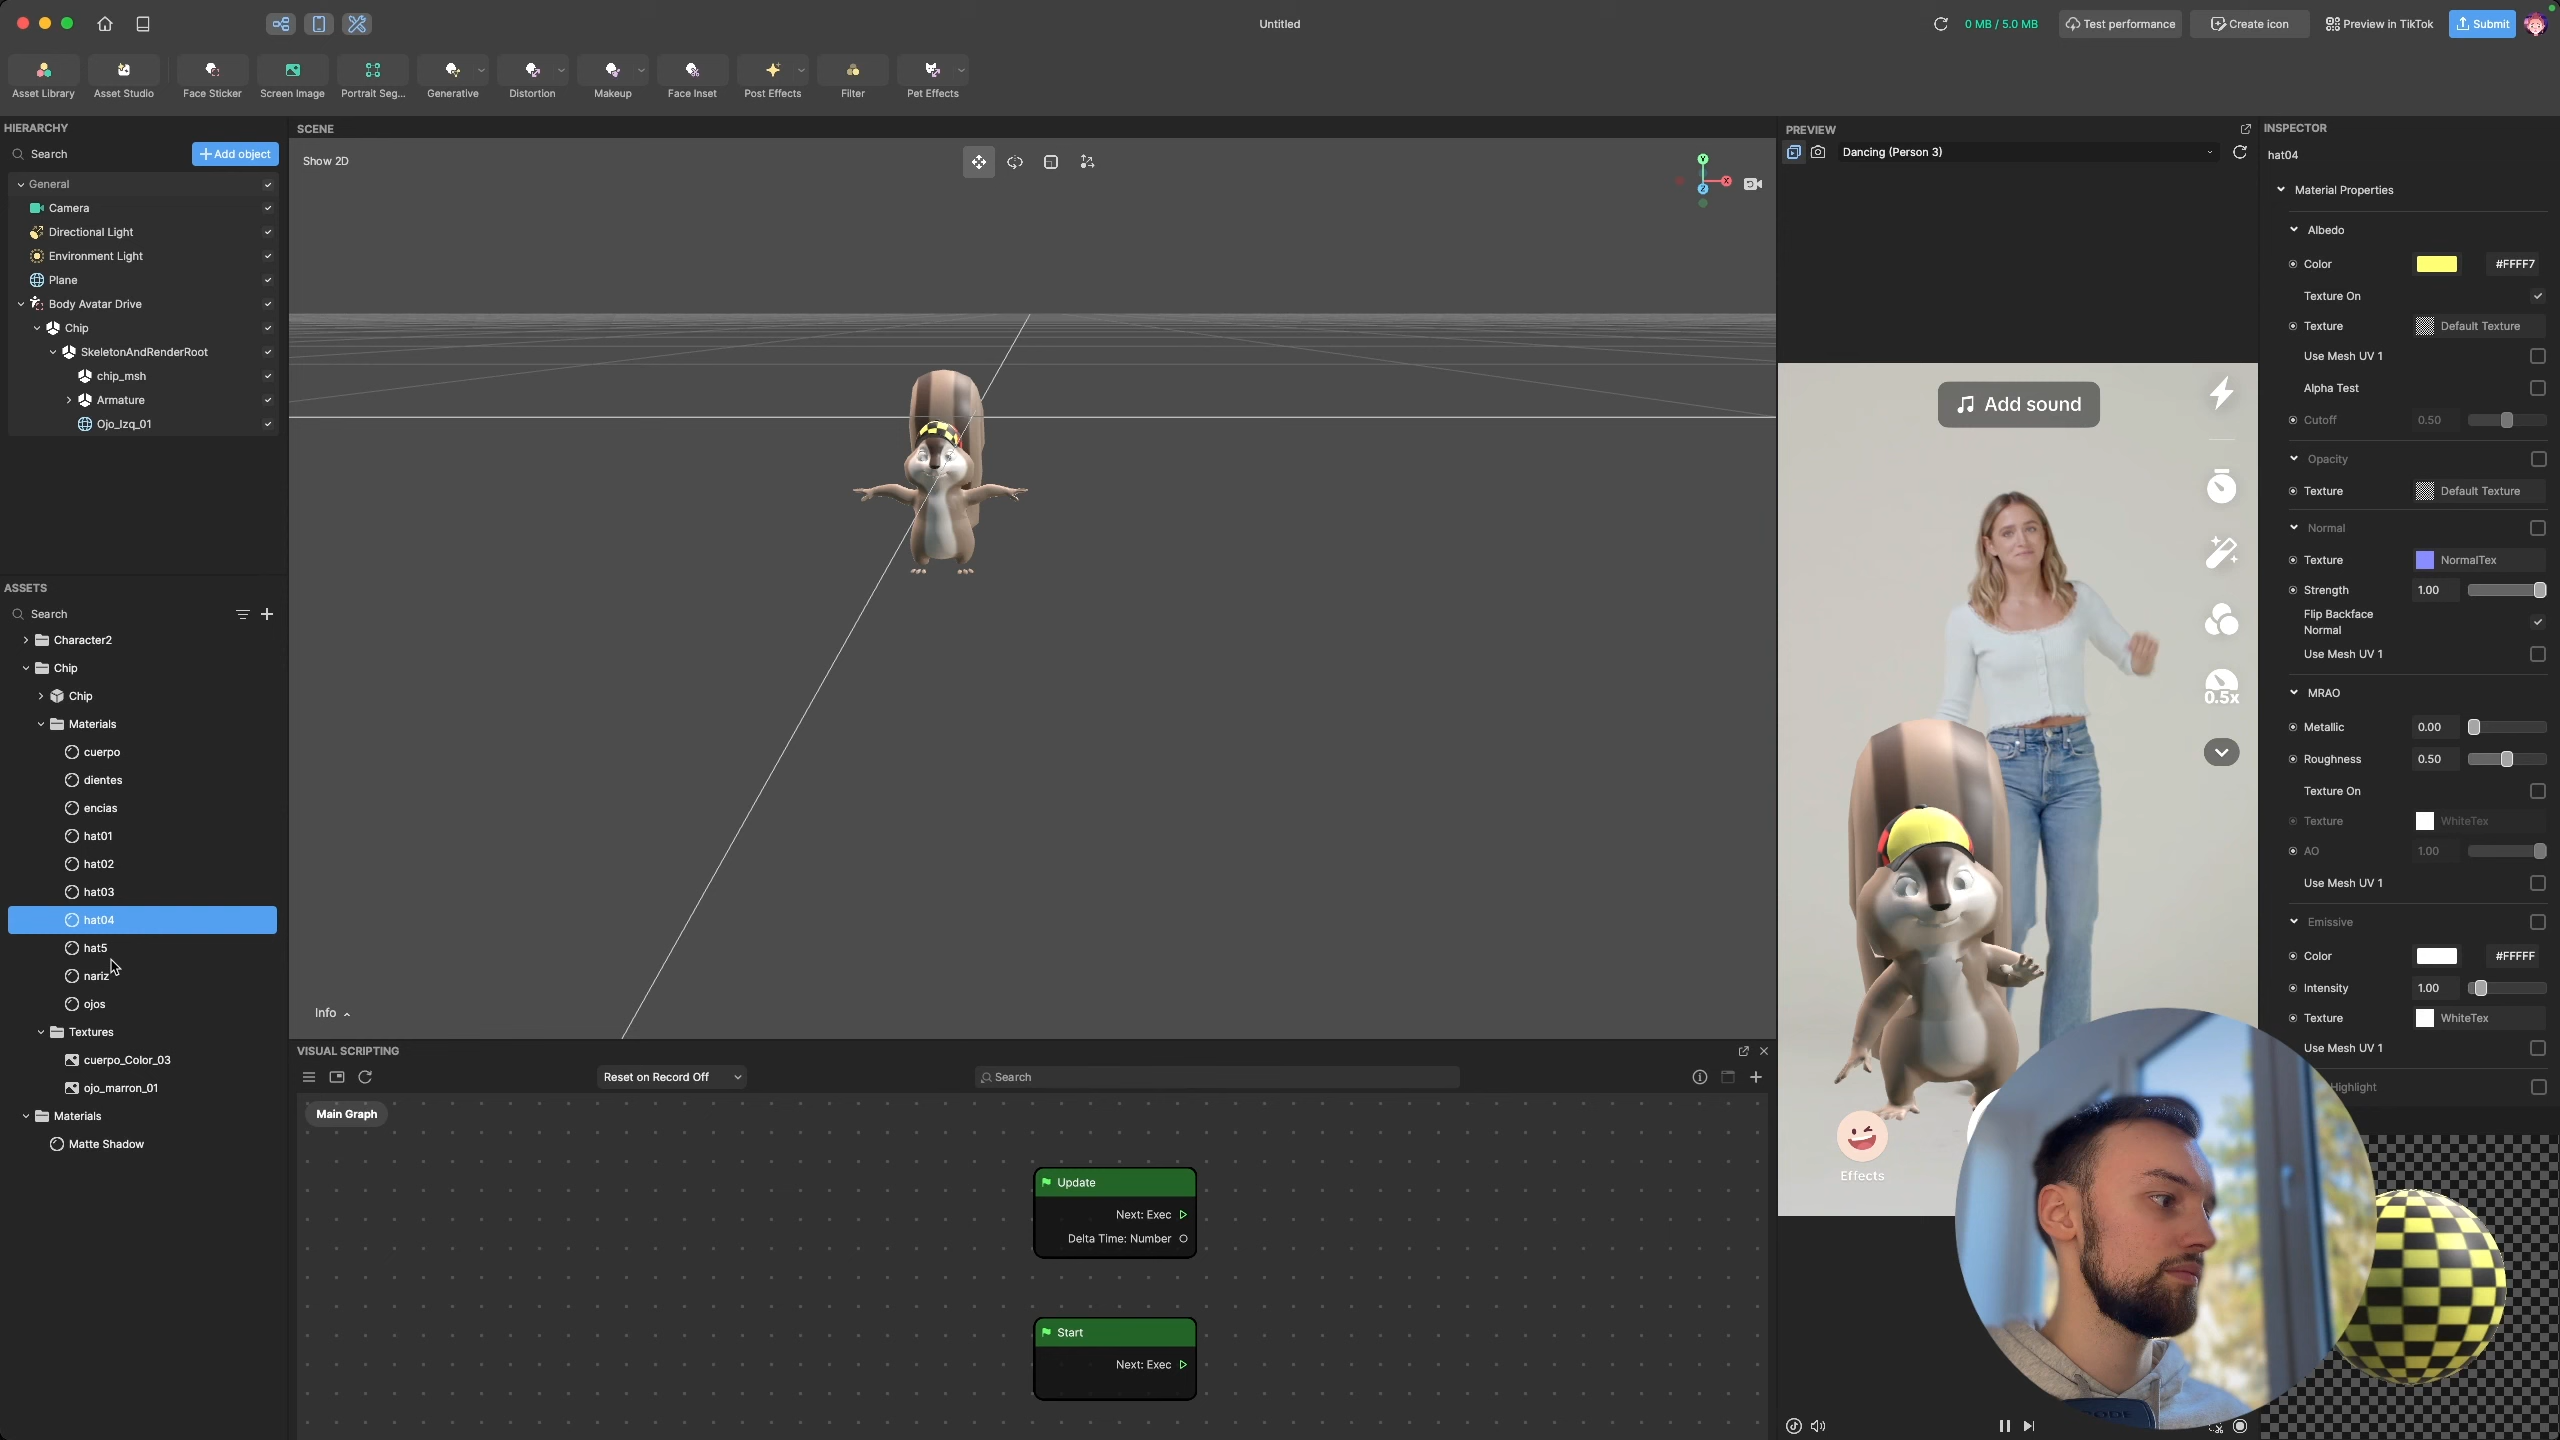 Untitled
0 MB / 5.0 MB
Test performance
Create icon
Preview in TikTok
Submit
Asset Library
Asset Studio
Face Sticker
Screen Image
Portrait Seg...
Generative
Distortion
Makeup
Face Inset
Post Effects
Filter
Pet Effects
HIERARCHY
Search
Add object
General
Camera
Directional Light
Environment Light
Plane
Body Avatar Drive
Chip
SkeletonAndRenderRoot
chip_msh
Armature
Ojo_Izq_01
ASSETS
Search
Character2
Chip
Chip
Materials
cuerpo
dientes
encias
hat01
hat02
hat03
hat04
hat5
nariz
ojos
Textures
cuerpo_Color_03
ojo_marron_01
Materials
Matte Shadow
SCENE
Show 2D
Y
X
Z
Info
VISUAL SCRIPTING
Reset on Record Off
Search
Main Graph
Update
Next: Exec
Delta Time: Number
Start
Next: Exec
PREVIEW
Dancing (Person 3)
Add sound
0.5x
Effects
INSPECTOR
hat04
Material Properties
Albedo
Color
#FFFF7
Texture On
Texture
Default Texture
Use Mesh UV 1
Alpha Test
Cutoff
0.50
Opacity
Texture
Default Texture
Normal
Texture
NormalTex
Strength
1.00
Flip Backface
Normal
Use Mesh UV 1
MRAO
Metallic
0.00
Roughness
0.50
Texture On
Texture
WhiteTex
AO
1.00
Use Mesh UV 1
Emissive
Color
#FFFFF
Intensity
1.00
Texture
WhiteTex
Use Mesh UV 1
Highlight